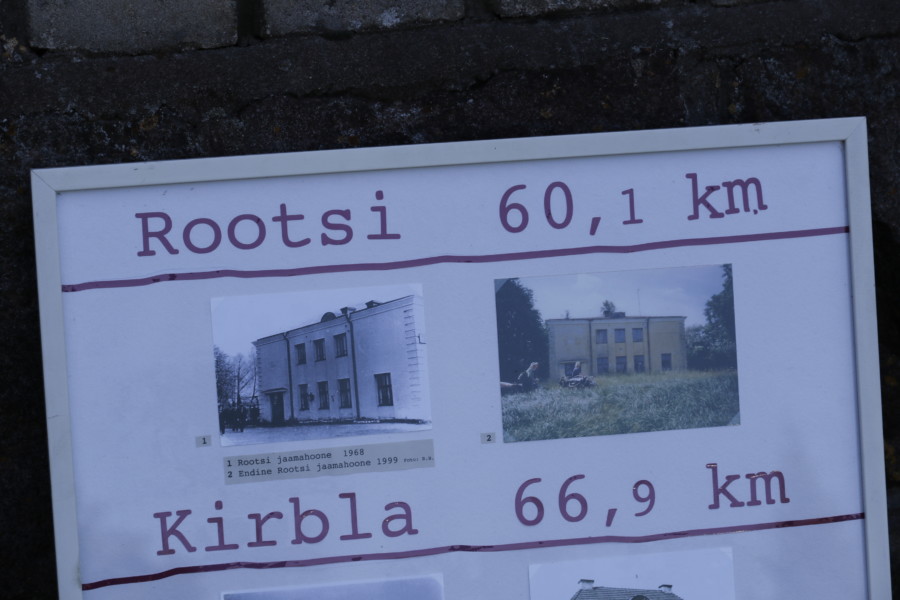 Rootsi 60,1 km
1
2
1 Rootsi jaamahoone 1968
2 Endine Rootsi jaamahoone 1999
Kirbla 66,9 km